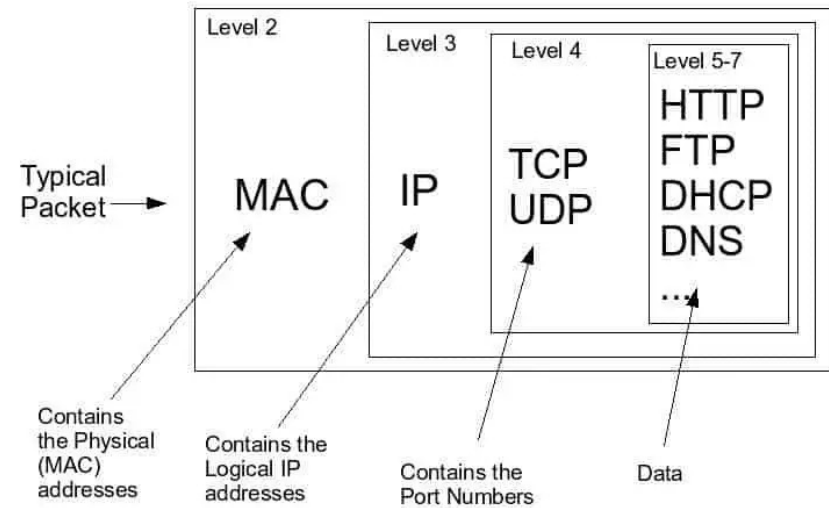 Level 2
Level 3
Level 4
Level 5-7
HTTP
FTP
DHCP
DNS
...
TCP
UDP
IP
MAC
Typical
Packet
Contains
the Physical
(MAC)
addresses
Contains the
Logical IP
addresses
Contains the
Port Numbers
Data